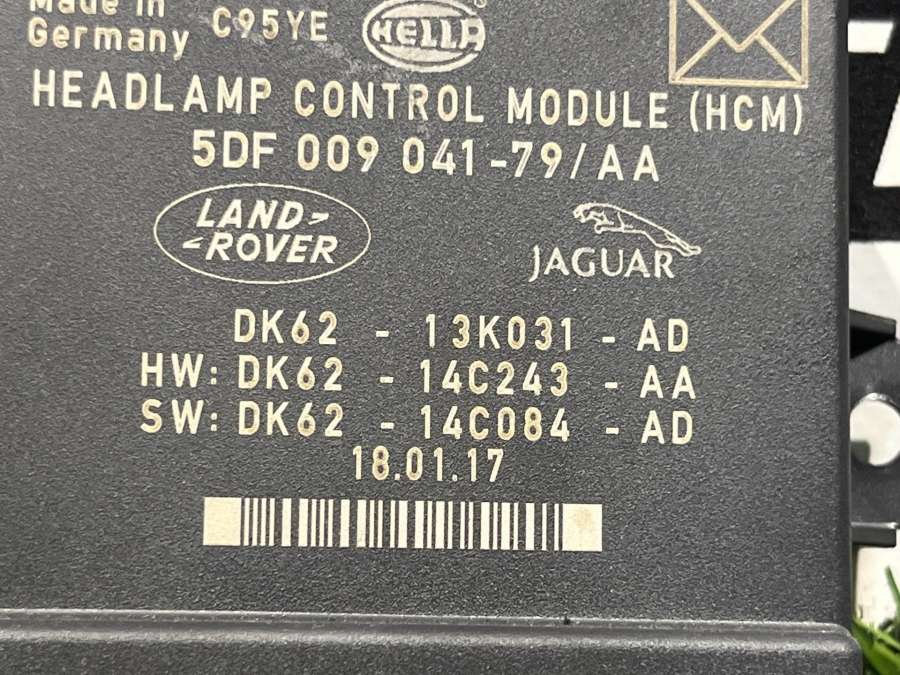 Made in
Germany C95YE HELLA ®
HEADLAMP CONTROL MODULE (HCM)
5DF 009 041-79/AA
LAND-
ROVER
JAGUAR
DK62 - 13K031 - AD
HW: DK62 - 14C243 - AA
SW: DK62 - 14C084 - AD
18.01.17